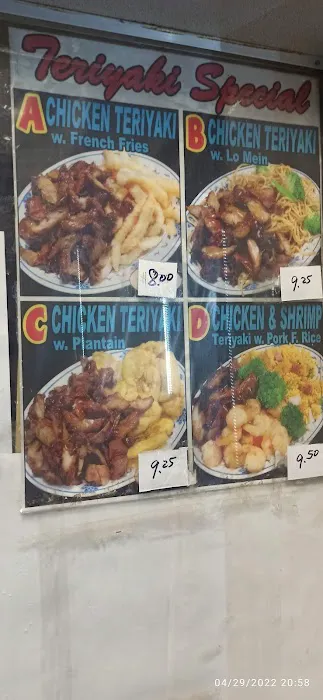 Teriyaki Special
A CHICKEN TERIYAKI
w. French Fries
8.00
B CHICKEN TERIYAKI
w. Lo Mein
9.25
C CHICKEN TERIYAKI
w. Plantain
9.25
D CHICKEN & SHRIMP
Teriyaki w. Pork F. Rice
9.50
04/29/2022 20:58